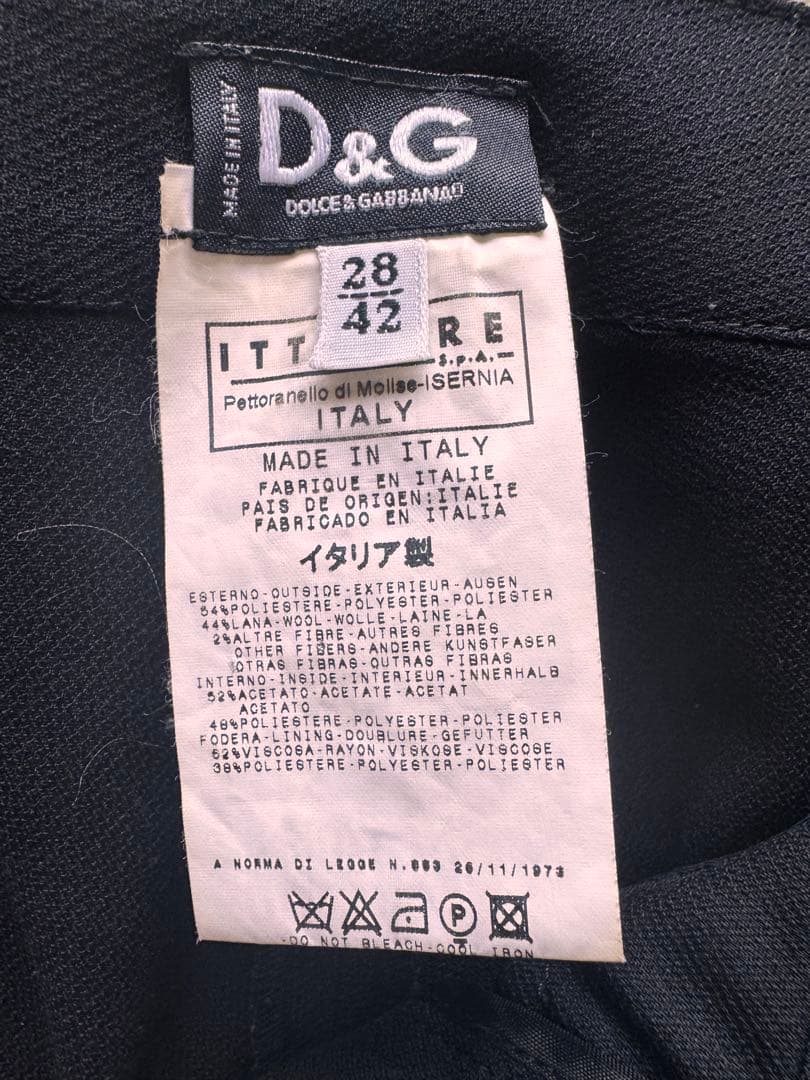 MADE IN ITALY
D&G
DOLCE & GABBANA
28
42
ITT RE
S.p.A.
Pettoranello di Molise-ISERNIA
ITALY
MADE IN ITALY
FABRIQUE EN ITALIE
PAIS DE ORIGEN:ITALIE
FABRICADO EN ITALIA
イタリア製
ESTERNO-OUTSIDE-EXTERIEUR-AUSEN
54%POLIESTERE-POLYESTER-POLIESTER
44%LANA-WOOL-WOLLE-LAINE-LA
2%ALTRE FIBRE-AUTRES FIBRES
OTHER FIBERS-ANDERE KUNSTFASER
OTRAS FIBRAS-OUTRAS FIBRAS
INTERNO-INSIDE-INTERIEUR-INNERHALB
52%ACETATO-ACETATE-ACETAT
ACETATO
48%POLIESTERE-POLYESTER-POLIESTER
FODERA-LINING-DOUBLURE-GEFUTTER
62%VISCOSA-RAYON-VISKOSE-VISCOSE
38%POLIESTERE-POLYESTER-POLIESTER
A NORMA DI LEGGE N.883 26/11/1973
P
-DO NOT BLEACH-COOL IRON